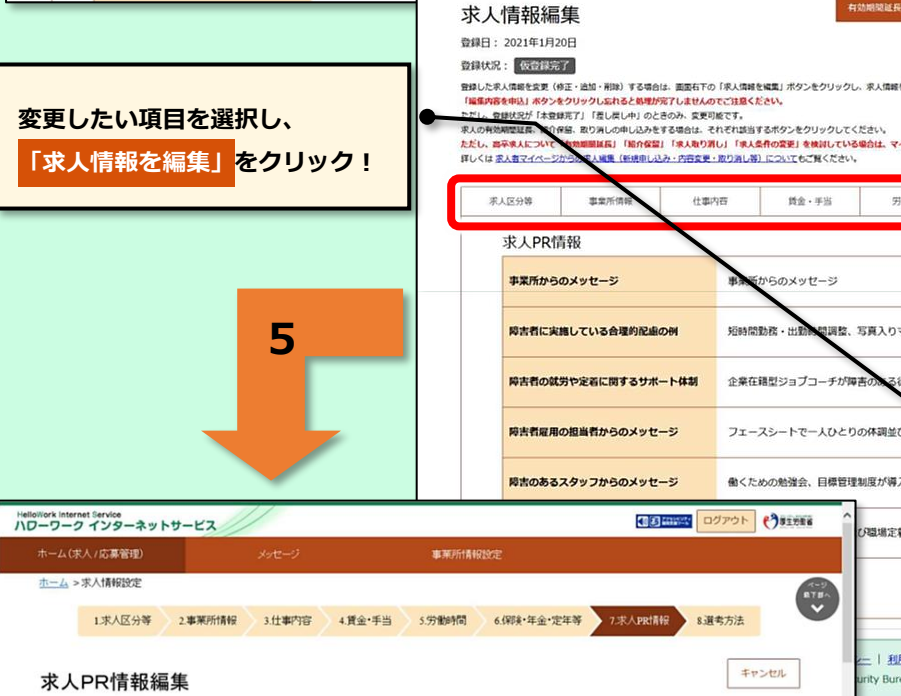 求人情報編集
有効期間延長
登録日： 2021年1月20日
登録状況： 仮登録完了
登録した求人情報を変更（修正・追加・削除）する場合は、画面右下の「求人情報を編集」ボタンをクリックし、求人情報を
「編集内容を申込」ボタンをクリックし忘れると処理が完了しませんのでご注意ください。
ただし、登録状況が「本登録完了」「差し戻し中」のときのみ、変更可能です。
求人の有効期間延長、紹介保留、取り消しの申し込みをする場合は、それぞれ該当するボタンをクリックしてください。
ただし、高卒求人について「有効期間延長」「紹介保留」「求人取り消し」「求人条件の変更」を検討している場合は、マイ
詳しくは 求人者マイページからの求人編集（新規申し込み・内容変更・取り消し等）についてもご覧ください。
変更したい項目を選択し、
「求人情報を編集」をクリック！
求人区分等 事業所情報 仕事内容 賃金・手当 労
求人PR情報
事業所からのメッセージ 事業所からのメッセージ
障害者に実施している合理的配慮の例 短時間勤務・出勤時間調整、写真入りマ
障害者の就労や定着に関するサポート体制 企業在籍型ジョブコーチが障害のある従
障害者雇用の担当者からのメッセージ フェースシートで一人ひとりの体調並び
障害のあるスタッフからのメッセージ 働くための勉強会、目標管理制度が導入
5
HelloWork Internet Service
ハローワーク インターネットサービス
ログアウト 厚生労働省
ホーム(求人/応募管理) メッセージ 事業所情報設定
ホーム > 求人情報設定
ページ
最下部へ
1.求人区分等 2.事業所情報 3.仕事内容 4.賃金・手当 5.労働時間 6.保険・年金・定年等 7.求人PR情報 8.選考方法
求人PR情報編集
キャンセル
び職場定
シー | 利
urity Bure